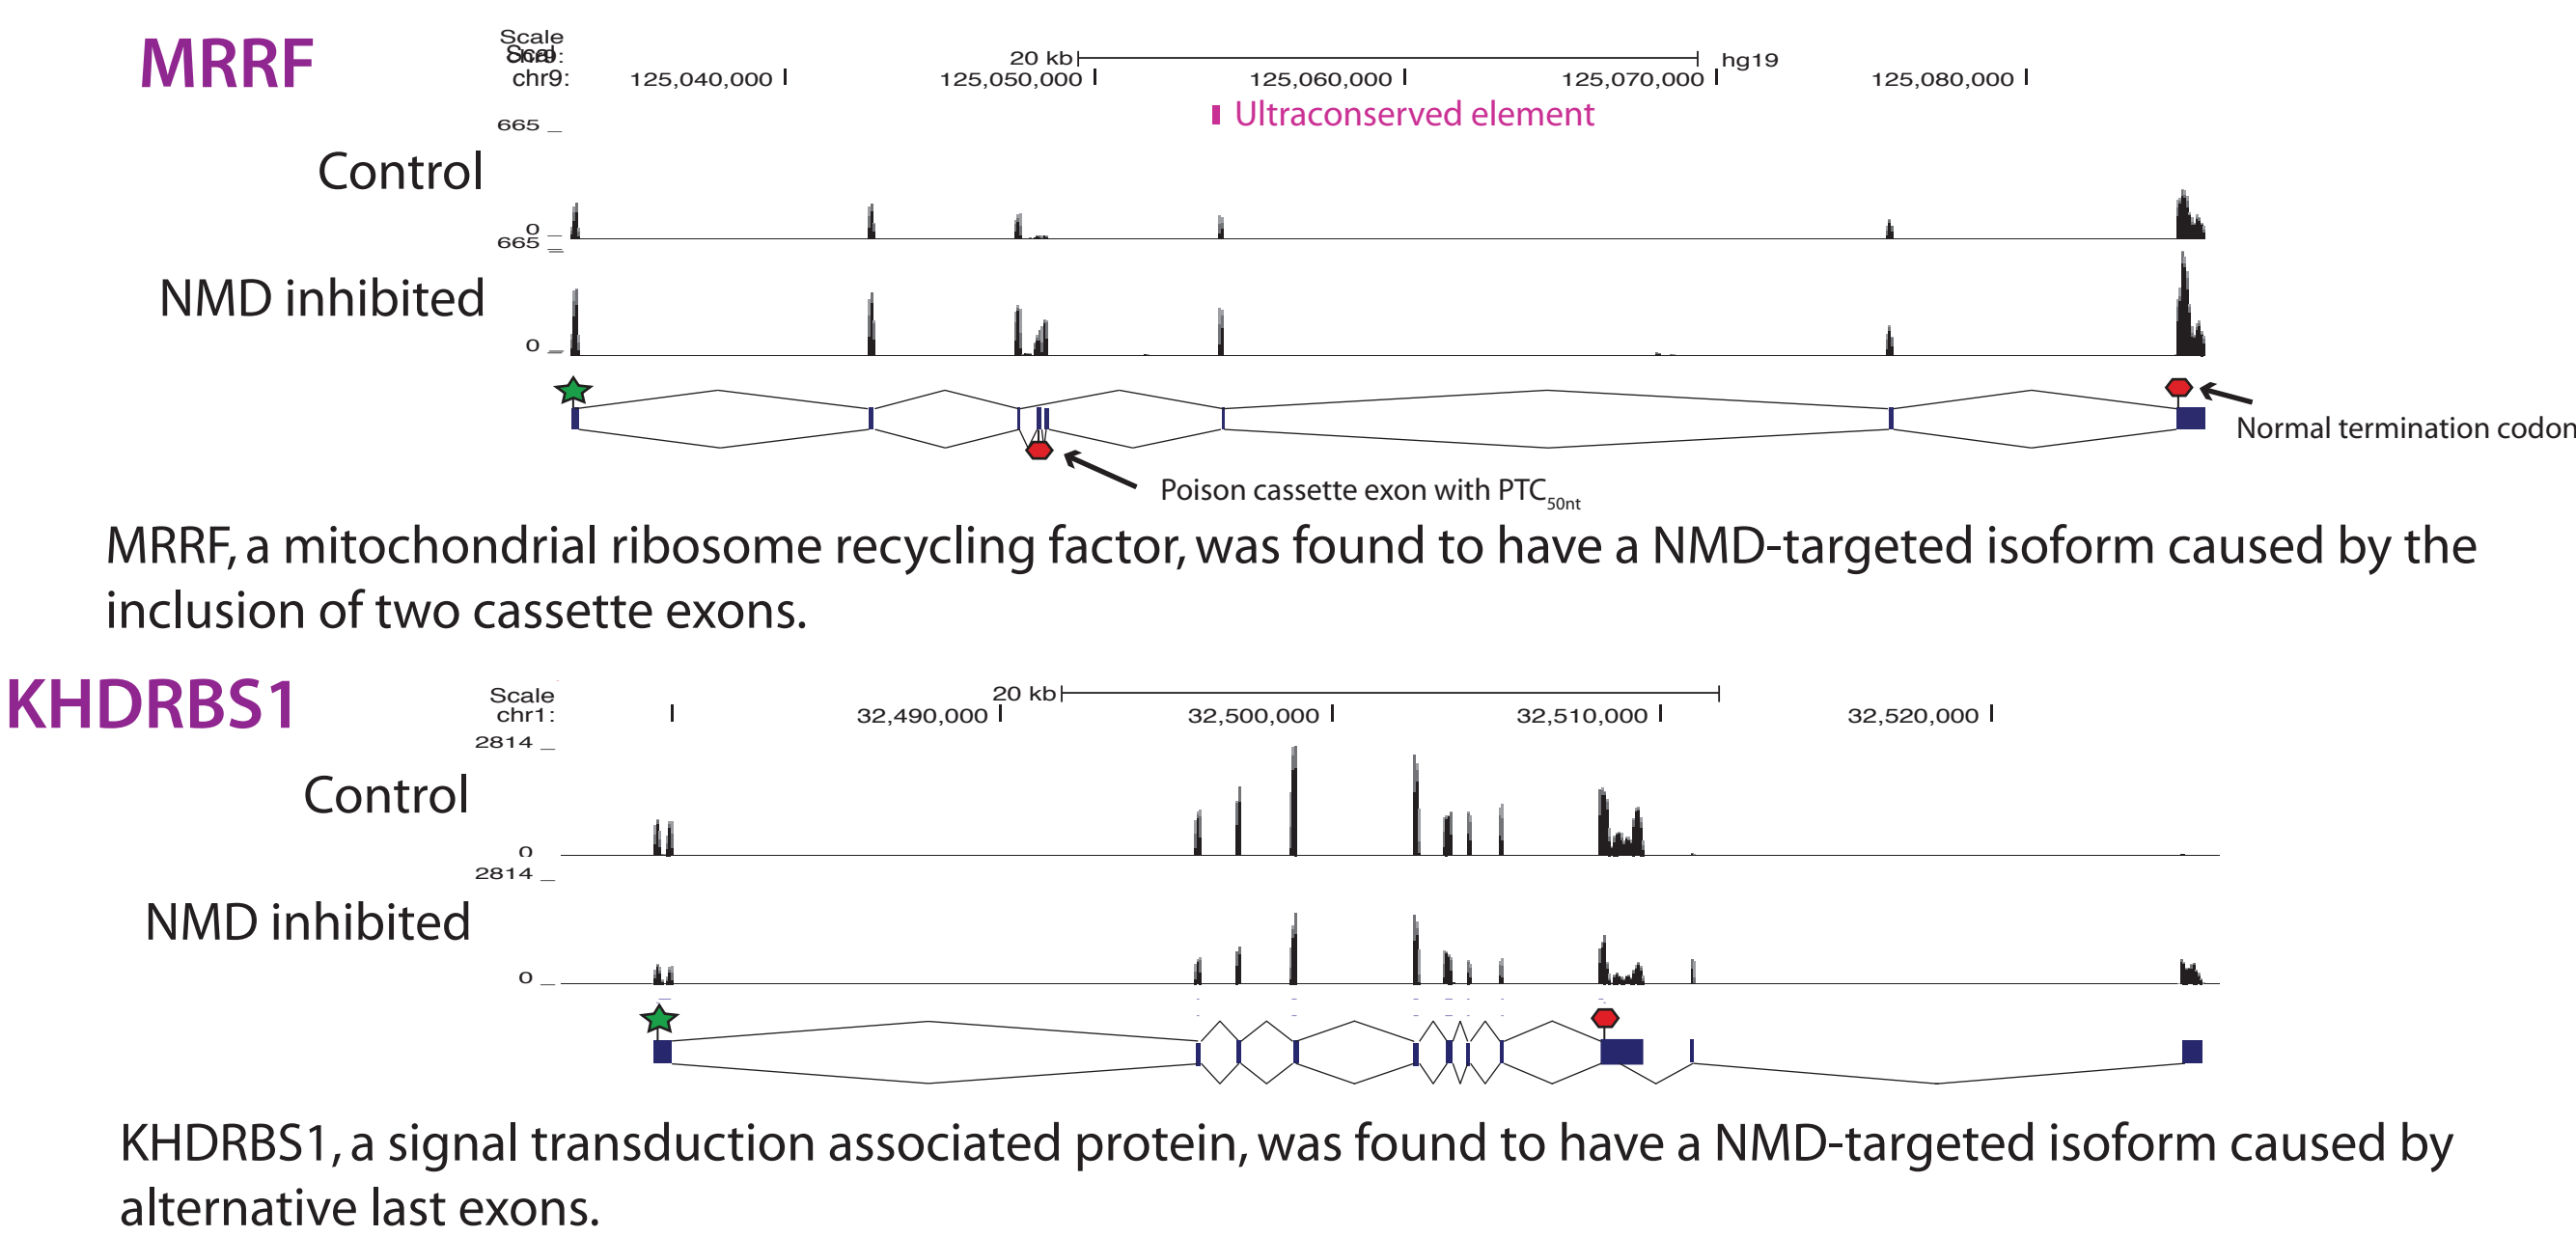 MRRF
Scale
Scale
chr9:
chr9:
20 kb
hg19
125,040,000
125,050,000
125,060,000
125,070,000
125,080,000
Ultraconserved element
665
Control
0
665
NMD inhibited
0
Normal termination codon
Poison cassette exon with PTC50nt
MRRF, a mitochondrial ribosome recycling factor, was found to have a NMD-targeted isoform caused by the
inclusion of two cassette exons.
KHDRBS1
Scale
20 kb
chr1:
32,490,000
32,500,000
32,510,000
32,520,000
2814
Control
0
2814
NMD inhibited
0
KHDRBS1, a signal transduction associated protein, was found to have a NMD-targeted isoform caused by
alternative last exons.